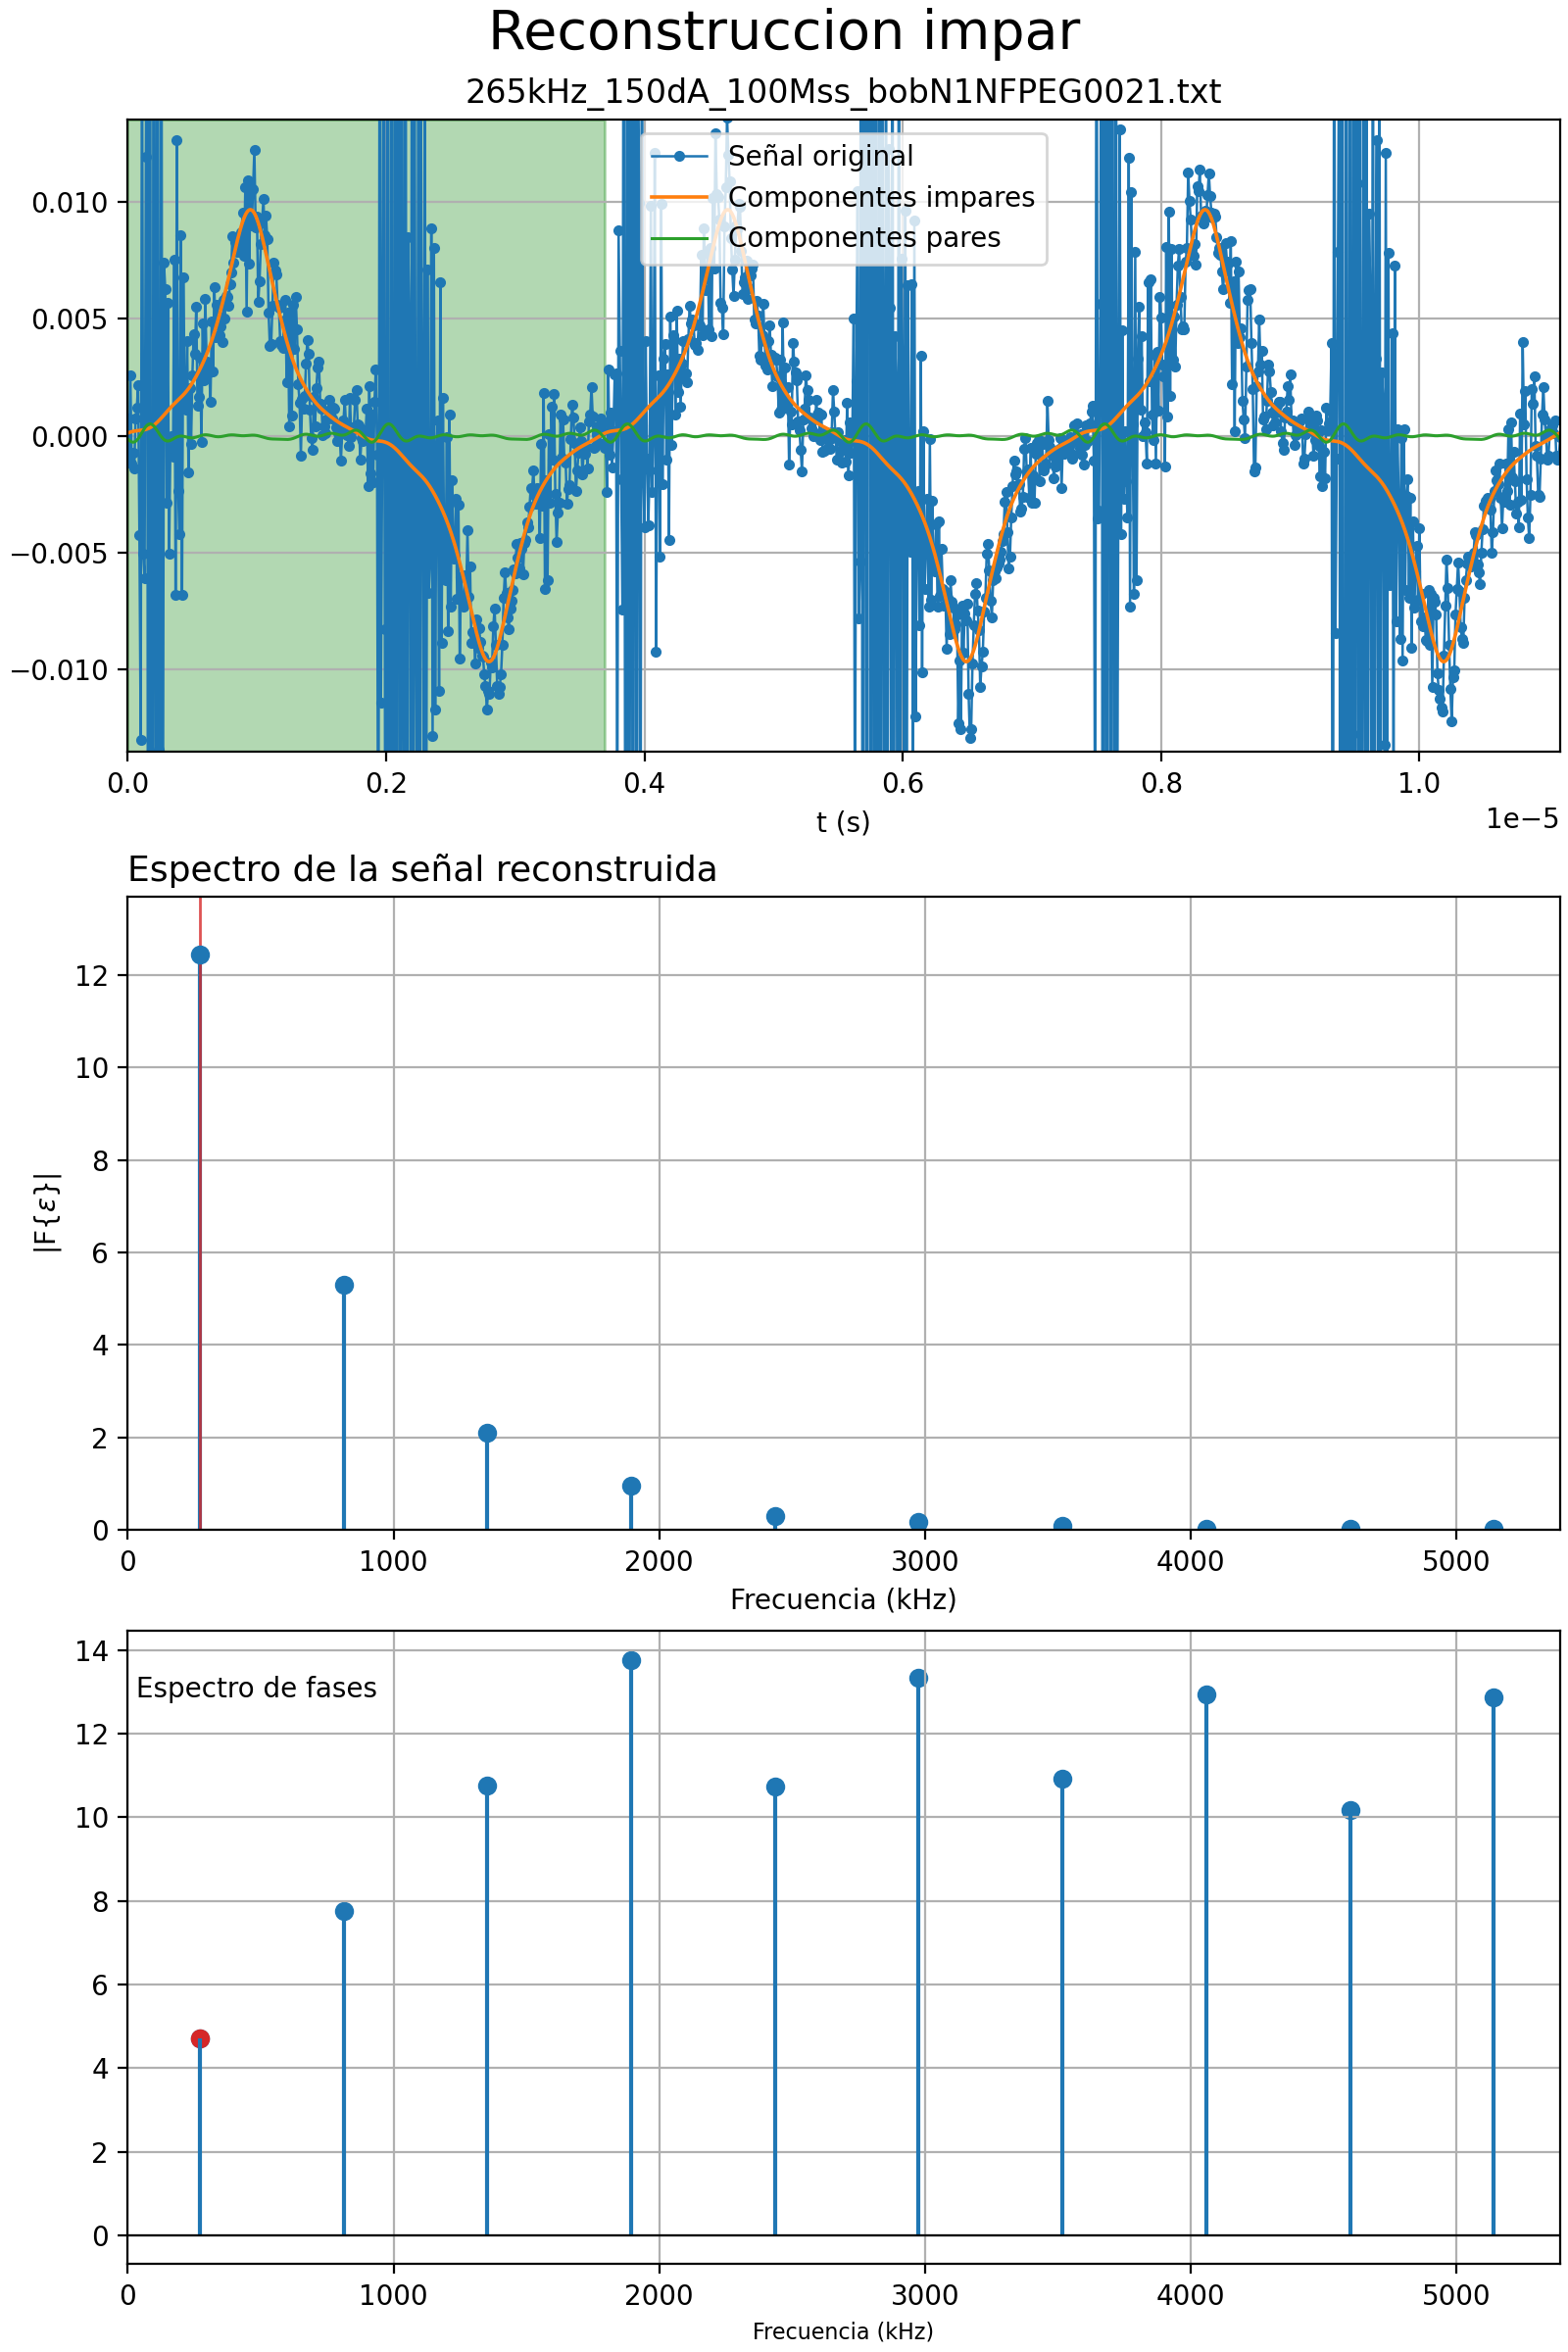 Reconstruccion impar
265kHz_150dA_100Mss_bobN1NFPEG0021.txt
Señal original
Componentes impares
Componentes pares
0.010
0.005
0.000
−0.005
−0.010
0.0 0.2 0.4 0.6 0.8 1.0
1e−5
t (s)
Espectro de la señal reconstruida
|F{ε}|
12
10
8
6
4
2
0
0 1000 2000 3000 4000 5000
Frecuencia (kHz)
Espectro de fases
14
12
10
8
6
4
2
0
0 1000 2000 3000 4000 5000
Frecuencia (kHz)